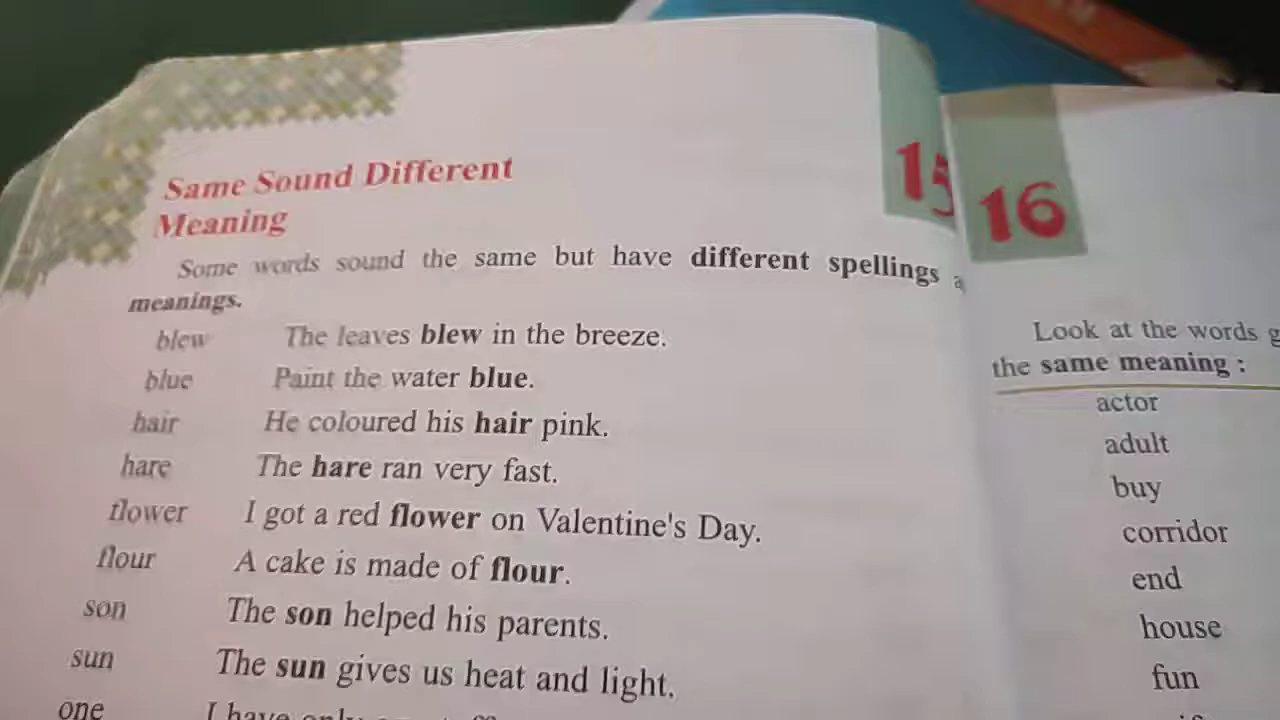 15
Same Sound Different
Meaning
Some words sound the same but have different spellings
meanings.
blew The leaves blew in the breeze.
blue Paint the water blue.
hair He coloured his hair pink.
hare The hare ran very fast.
flower I got a red flower on Valentine's Day.
flour A cake is made of flour.
son The son helped his parents.
sun The sun gives us heat and light.
one I have only
16
Look at the words
the same meaning :
actor
adult
buy
corridor
end
house
fun